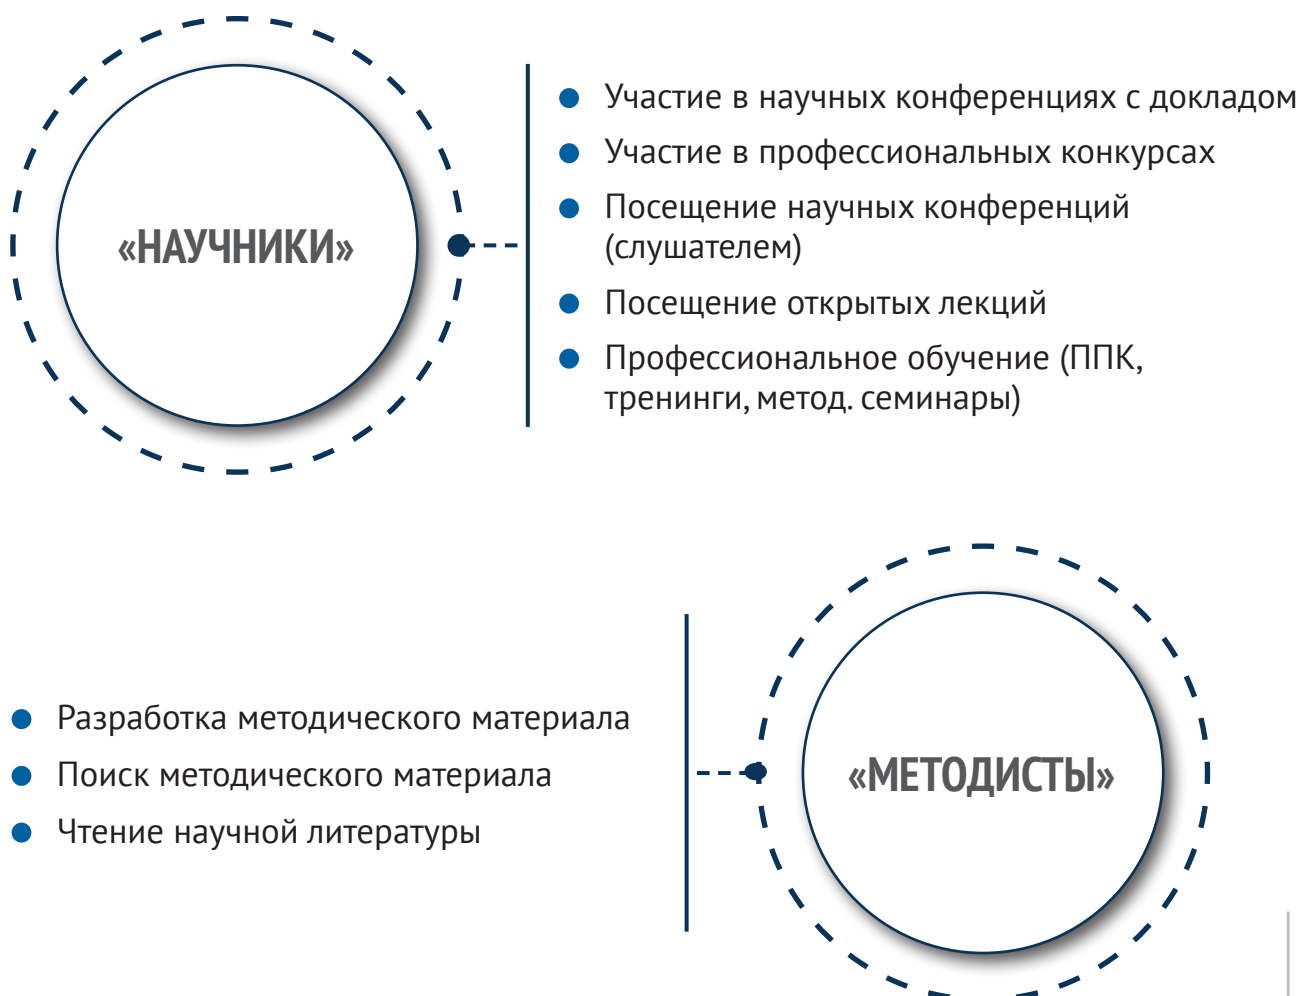 «НАУЧНИКИ»
Участие в научных конференциях с докладом
Участие в профессиональных конкурсах
Посещение научных конференций
(слушателем)
Посещение открытых лекций
Профессиональное обучение (ППК,
тренинги, метод. семинары)
Разработка методического материала
Поиск методического материала
Чтение научной литературы
«МЕТОДИСТЫ»